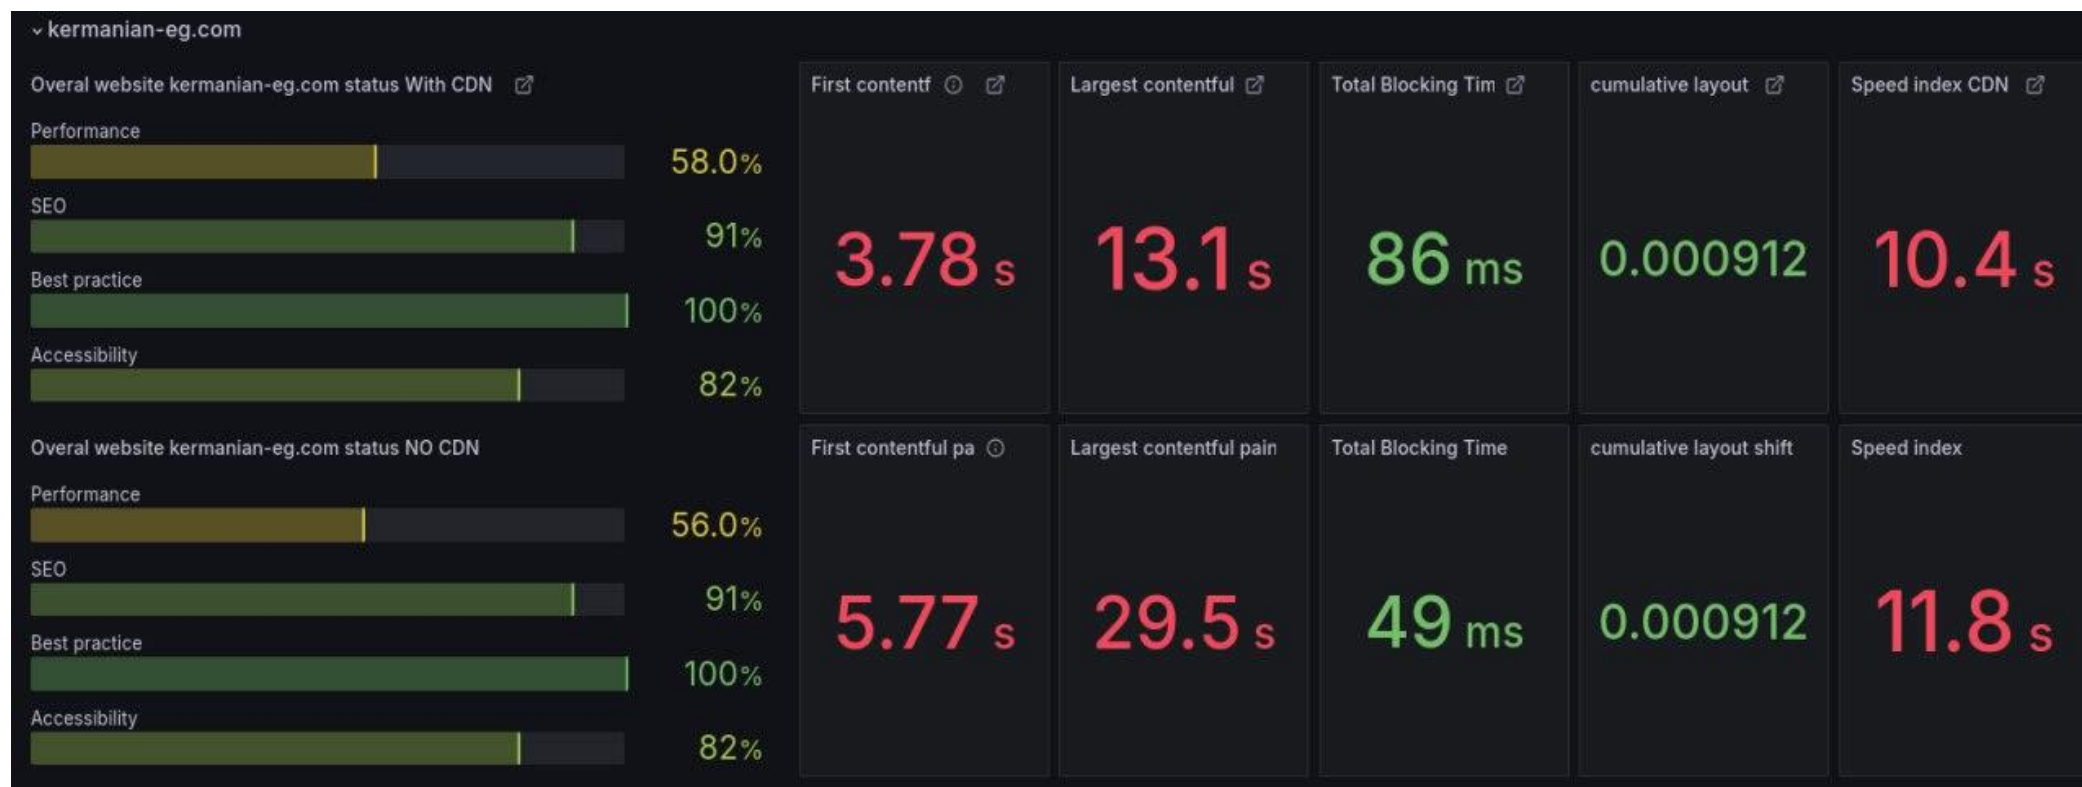 kermanian-eg.com
Overal website kermanian-eg.com status With CDN
Performance
58.0%
SEO
91%
Best practice
100%
Accessibility
82%
First contentf
3.78 s
Largest contentful
13.1 s
Total Blocking Tim
86 ms
cumulative layout
0.000912
Speed index CDN
10.4 s
Overal website kermanian-eg.com status NO CDN
Performance
56.0%
SEO
91%
Best practice
100%
Accessibility
82%
First contentful pa
5.77 s
Largest contentful pain
29.5 s
Total Blocking Time
49 ms
cumulative layout shift
0.000912
Speed index
11.8 s